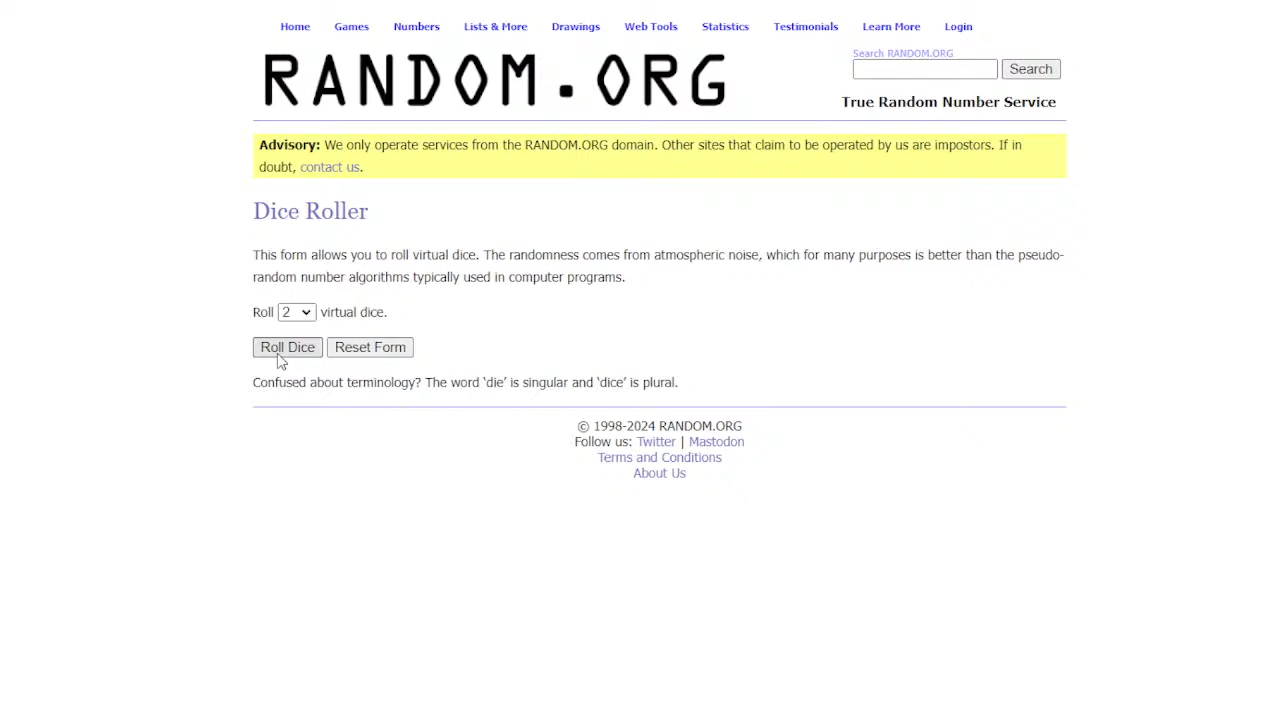 Home Games Numbers Lists & More Drawings Web Tools Statistics Testimonials Learn More Login
RANDOM.ORG
Search RANDOM.ORG
Search
True Random Number Service
Advisory: We only operate services from the RANDOM.ORG domain. Other sites that claim to be operated by us are impostors. If in
doubt, contact us.
Dice Roller
This form allows you to roll virtual dice. The randomness comes from atmospheric noise, which for many purposes is better than the pseudo-
random number algorithms typically used in computer programs.
Roll 2 virtual dice.
Roll Dice Reset Form
Confused about terminology? The word ‘die’ is singular and ‘dice’ is plural.
© 1998-2024 RANDOM.ORG
Follow us: Twitter | Mastodon
Terms and Conditions
About Us